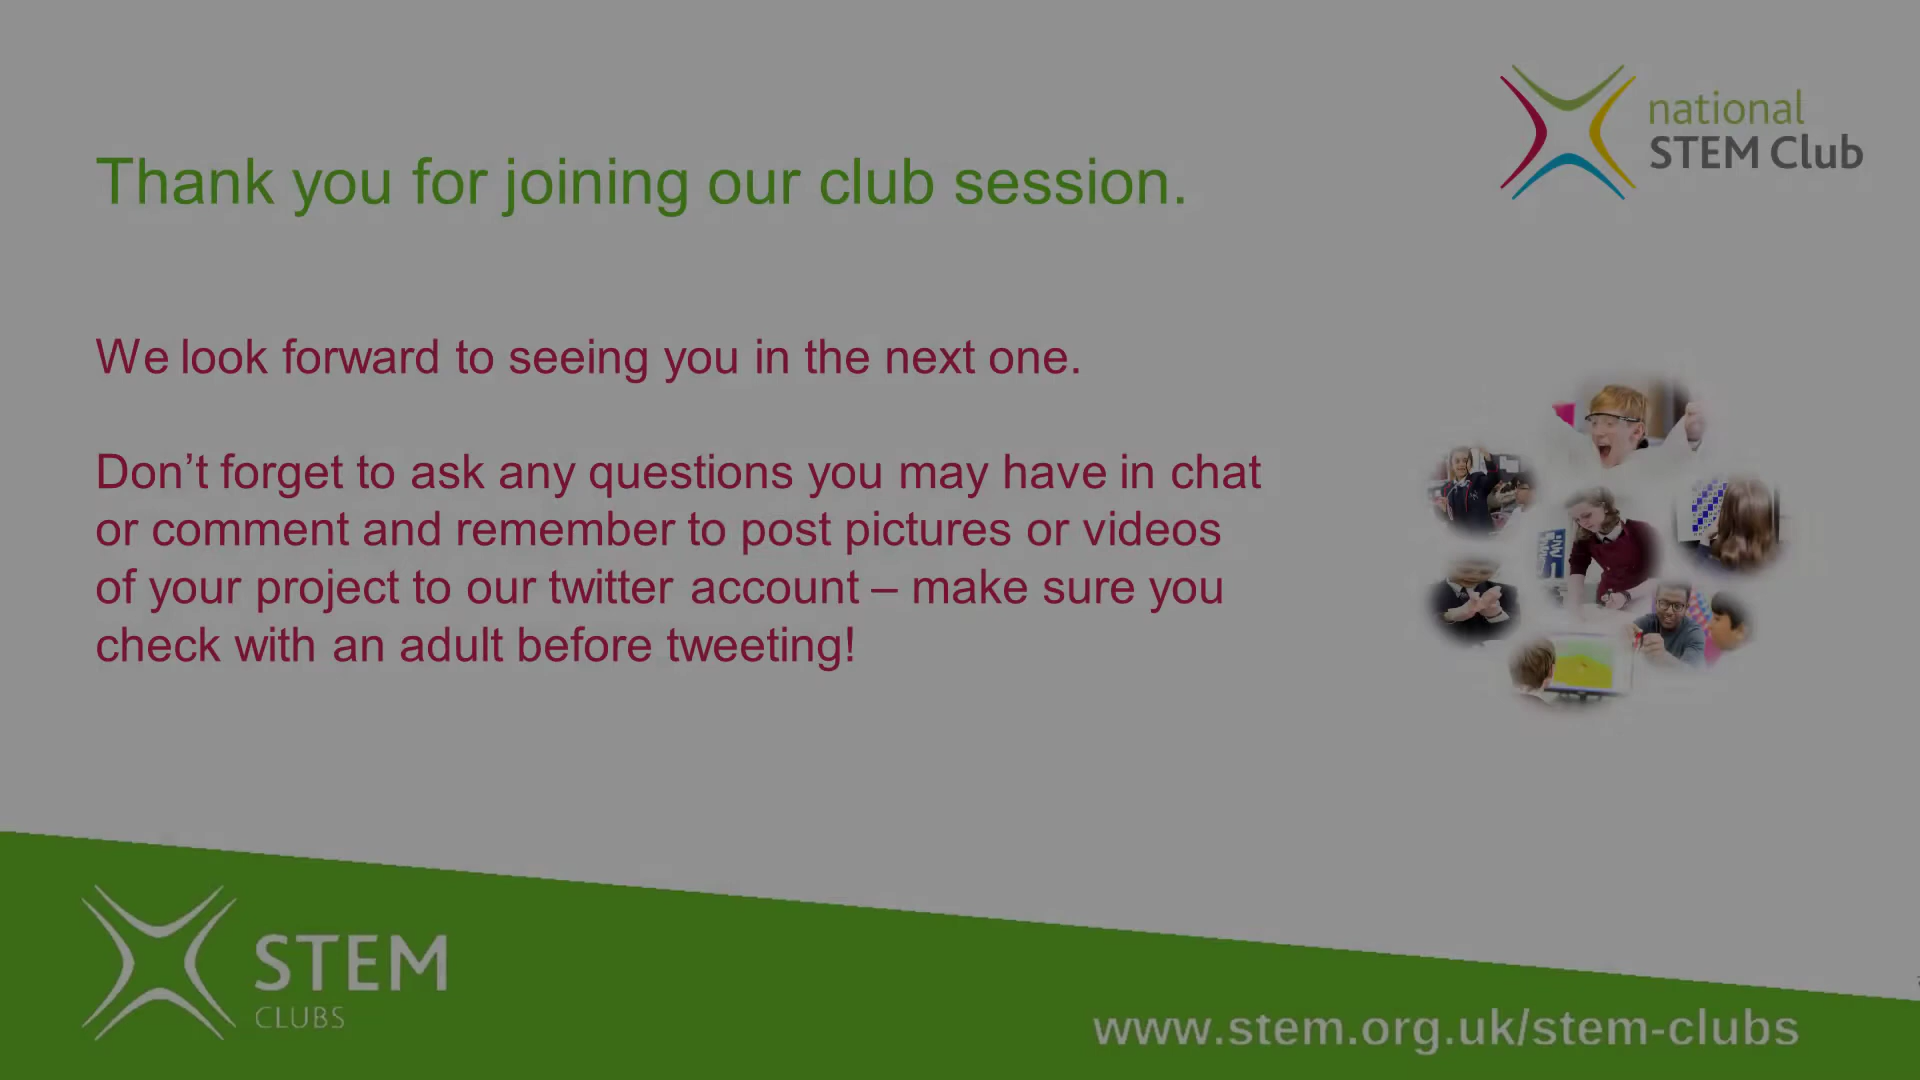 national
STEM Club
Thank you for joining our club session.
We look forward to seeing you in the next one.
Don’t forget to ask any questions you may have in chat
or comment and remember to post pictures or videos
of your project to our twitter account – make sure you
check with an adult before tweeting!
STEM
CLUBS
www.stem.org.uk/stem-clubs